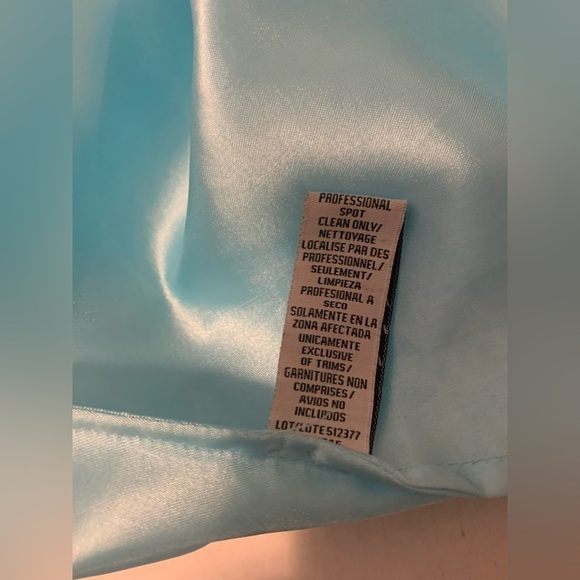 PROFESSIONAL
SPOT
CLEAN ONLY/
NETTOYAGE
LOCALISE PAR DES
PROFESSIONNEL/
SEULEMENT/
LIMPIEZA
PROFESIONAL A
SECO
SOLAMENTE EN LA
ZONA AFECTADA
UNICAMENTE
EXCLUSIVE
OF TRIMS/
GARNITURES NON
COMPRISES/
AVIOS NO
INCLUIDOS
LOT/LOTE 512377